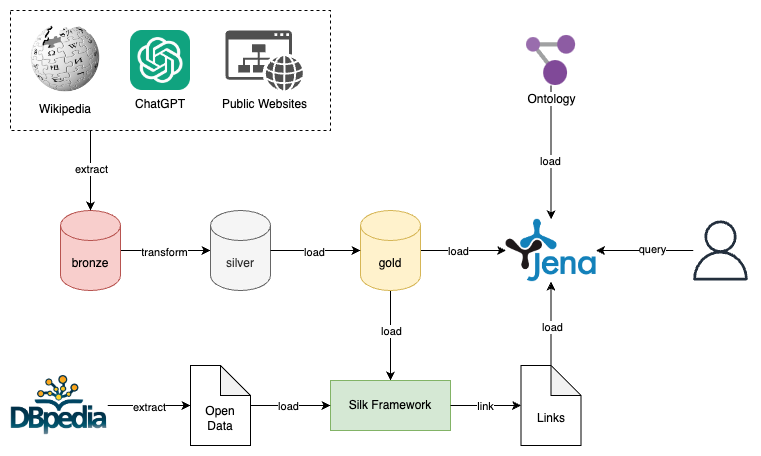 Wikipedia
ChatGPT
Public Websites
Ontology
extract
load
bronze
transform
silver
load
gold
load
Jena
query
load
load
DBpedia
extract
Open
Data
load
Silk Framework
link
Links